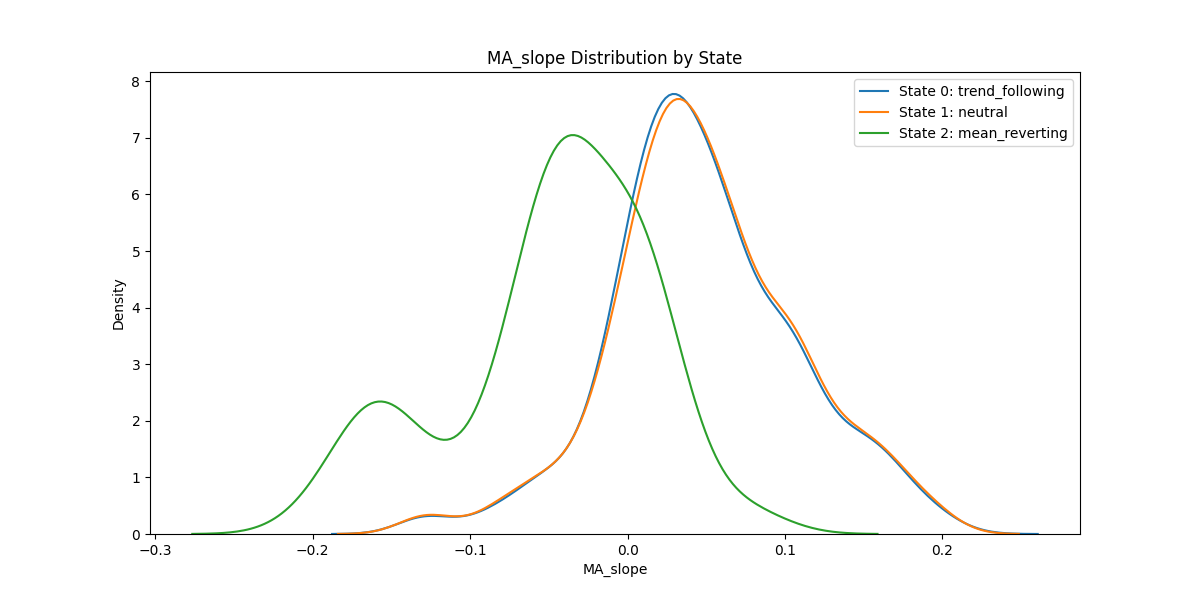 MA_slope Distribution by State
State 0: trend_following
State 1: neutral
State 2: mean_reverting
Density
8
7
6
5
4
3
2
1
0
−0.3 −0.2 −0.1 0.0 0.1 0.2
MA_slope